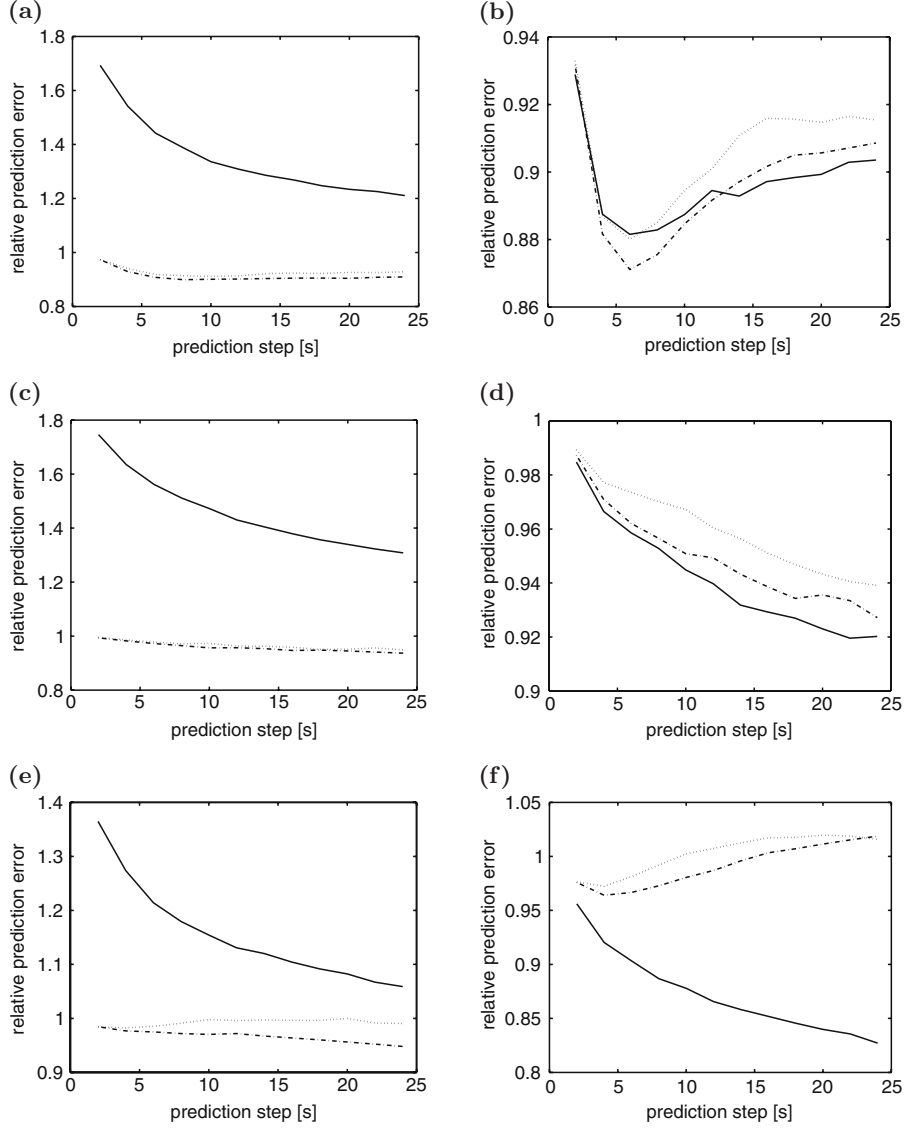 (a)
1.8
1.6
1.4
1.2
1
0.8
0 5 10 15 20 25
relative prediction error
prediction step [s]
(b)
0.94
0.92
0.9
0.88
0.86
0 5 10 15 20 25
relative prediction error
prediction step [s]
(c)
1.8
1.6
1.4
1.2
1
0.8
0 5 10 15 20 25
relative prediction error
prediction step [s]
(d)
1
0.98
0.96
0.94
0.92
0.9
0 5 10 15 20 25
relative prediction error
prediction step [s]
(e)
1.4
1.3
1.2
1.1
1
0.9
0 5 10 15 20 25
relative prediction error
prediction step [s]
(f)
1.05
1
0.95
0.9
0.85
0.8
0 5 10 15 20 25
relative prediction error
prediction step [s]